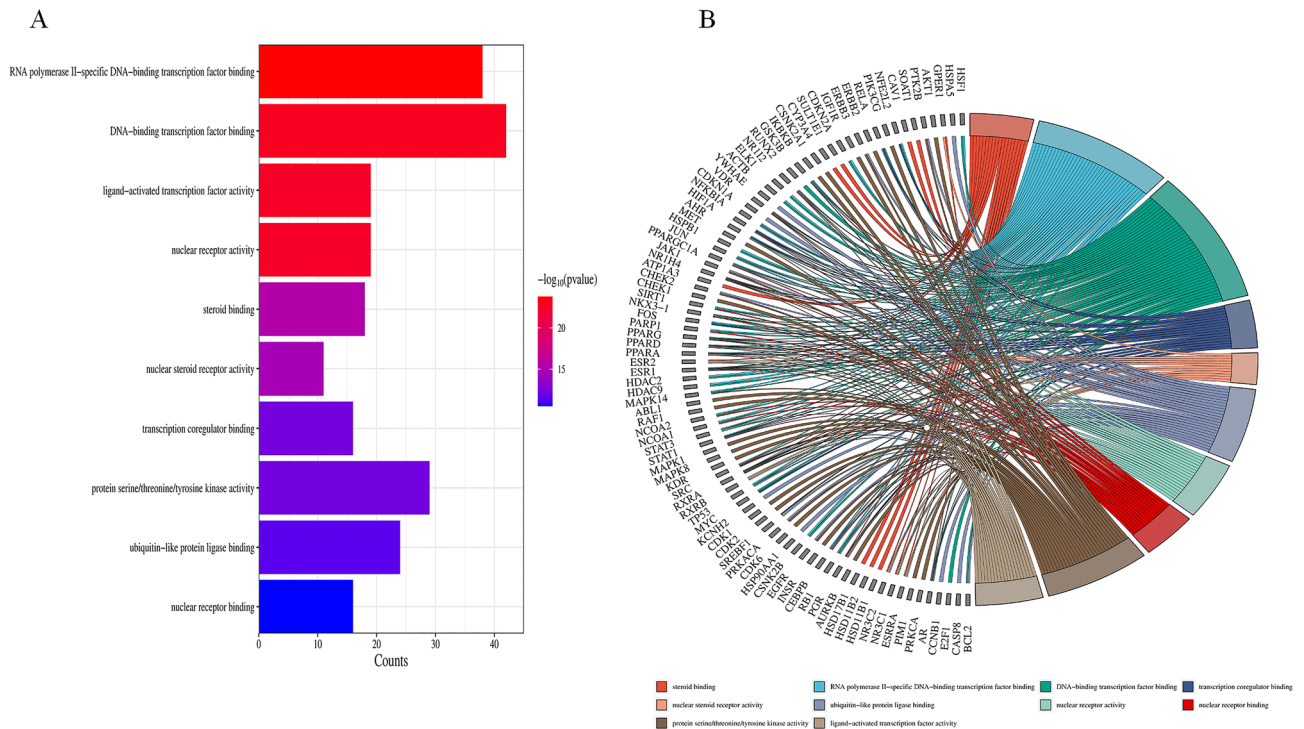 A
RNA polymerase II−specific DNA−binding transcription factor binding
DNA−binding transcription factor binding
ligand−activated transcription factor activity
nuclear receptor activity
steroid binding
nuclear steroid receptor activity
transcription coregulator binding
protein serine/threonine/tyrosine kinase activity
ubiquitin−like protein ligase binding
nuclear receptor binding
0 10 20 30 40
Counts
−log10(pvalue)
20
15
B
HSF1
HSPA5
GPER1
AKT1
PTK2B
SOAT1
CAV1
NFE2L2
PIK3CG
RELA
ERBB2
ERBB3
IGF1R
CDKN2A
SULT1E1
CYP3A4
CSNK2A1
IKBKB
GSK3B
RUNX2
NR1I2
ELK1
ACTB
YWHAE
VDR
CDKN1A
NFKBIA
HIF1A
AHR
MET
HSPB1
JUN
PPARGC1A
JAK1
NR1H4
ATP1A3
CHEK2
CHEK1
SIRT1
NKX3−1
FOS
PARP1
PPARG
PPARD
PPARA
ESR2
ESR1
HDAC2
HDAC9
MAPK14
ABL1
RAF1
NCOA2
NCOA1
STAT3
STAT1
MAPK1
MAPK8
KDR
SRC
RXRA
RXRB
TP53
MYC
KCNH2
CDK1
CDK2
SREBF1
PRKACA
CDK6
HSP90AA1
CSNK2B
EGFR
INSR
CEBPB
RB1
PGR
AURKB
HSD17B1
HSD11B2
HSD11B1
NR3C2
NR3C1
ESRRA
PIM1
PRKCA
AR
CCNB1
E2F1
CASP8
BCL2
steroid binding
RNA polymerase II−specific DNA−binding transcription factor binding
DNA−binding transcription factor binding
transcription coregulator binding
nuclear steroid receptor activity
ubiquitin−like protein ligase binding
nuclear receptor activity
nuclear receptor binding
protein serine/threonine/tyrosine kinase activity
ligand−activated transcription factor activity